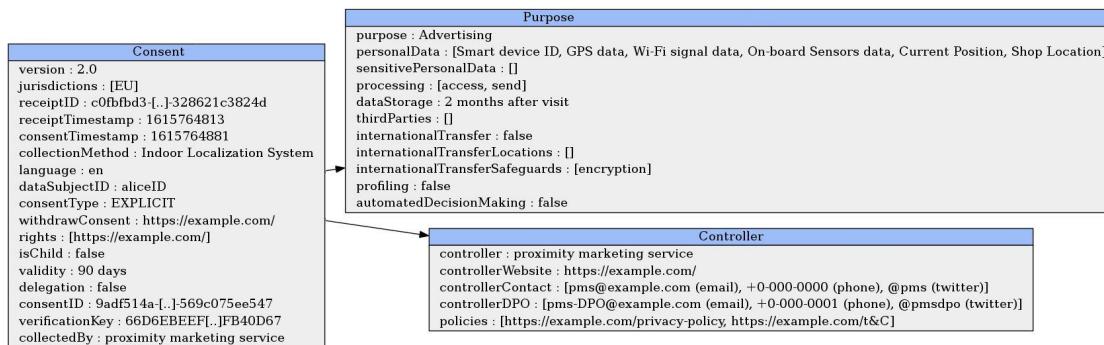 Consent
version : 2.0
jurisdictions : [EU]
receiptID : c0fbfbd3-[..]-328621c3824d
receiptTimestamp : 1615764813
consentTimestamp : 1615764881
collectionMethod : Indoor Localization System
language : en
dataSubjectID : aliceID
consentType : EXPLICIT
withdrawConsent : https://example.com/
rights : [https://example.com/]
isChild : false
validity : 90 days
delegation : false
consentID : 9adf514a-[..]-569c075ee547
verificationKey : 66D6EBEEF[..]FB40D67
collectedBy : proximity marketing service
Purpose
purpose : Advertising
personalData : [Smart device ID, GPS data, Wi-Fi signal data, On-board Sensors data, Current Position, Shop Location]
sensitivePersonalData : []
processing : [access, send]
dataStorage : 2 months after visit
thirdParties : []
internationalTransfer : false
internationalTransferLocations : []
internationalTransferSafeguards : [encryption]
profiling : false
automatedDecisionMaking : false
Controller
controller : proximity marketing service
controllerWebsite : https://example.com/
controllerContact : [pms@example.com (email), +0-000-0000 (phone), @pms (twitter)]
controllerDPO : [pms-DPO@example.com (email), +0-000-0001 (phone), @pmsdpo (twitter)]
policies : [https://example.com/privacy-policy, https://example.com/t&C]